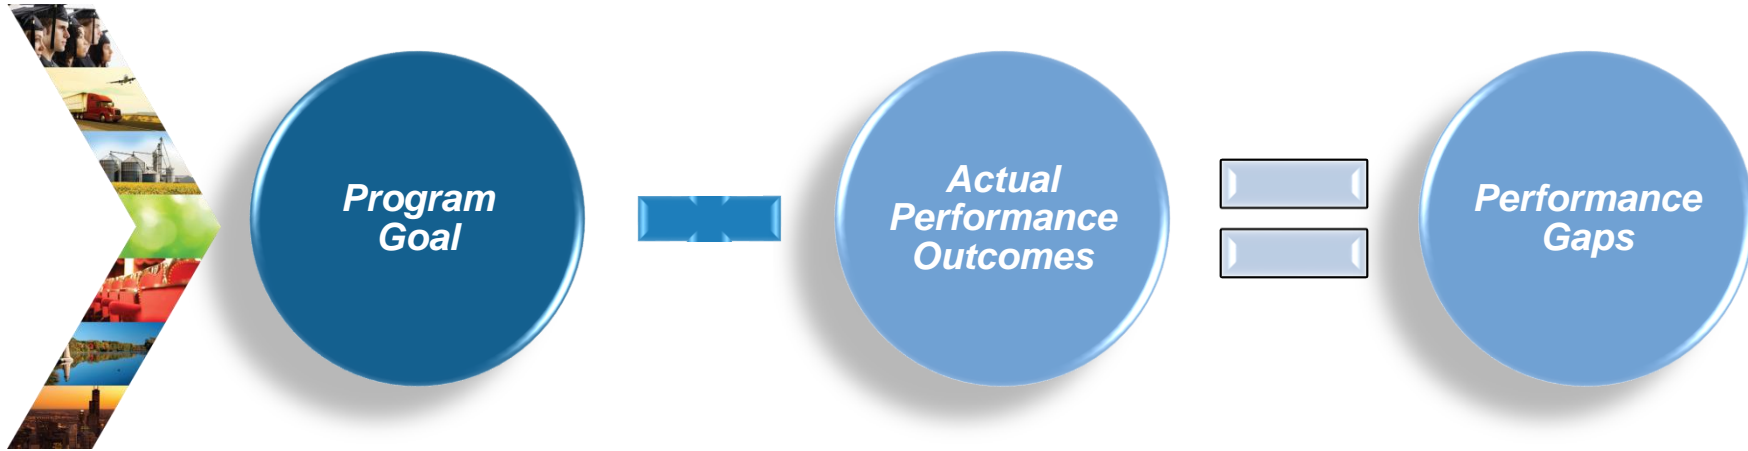 Program
Goal
Actual
Performance
Outcomes
Performance
Gaps